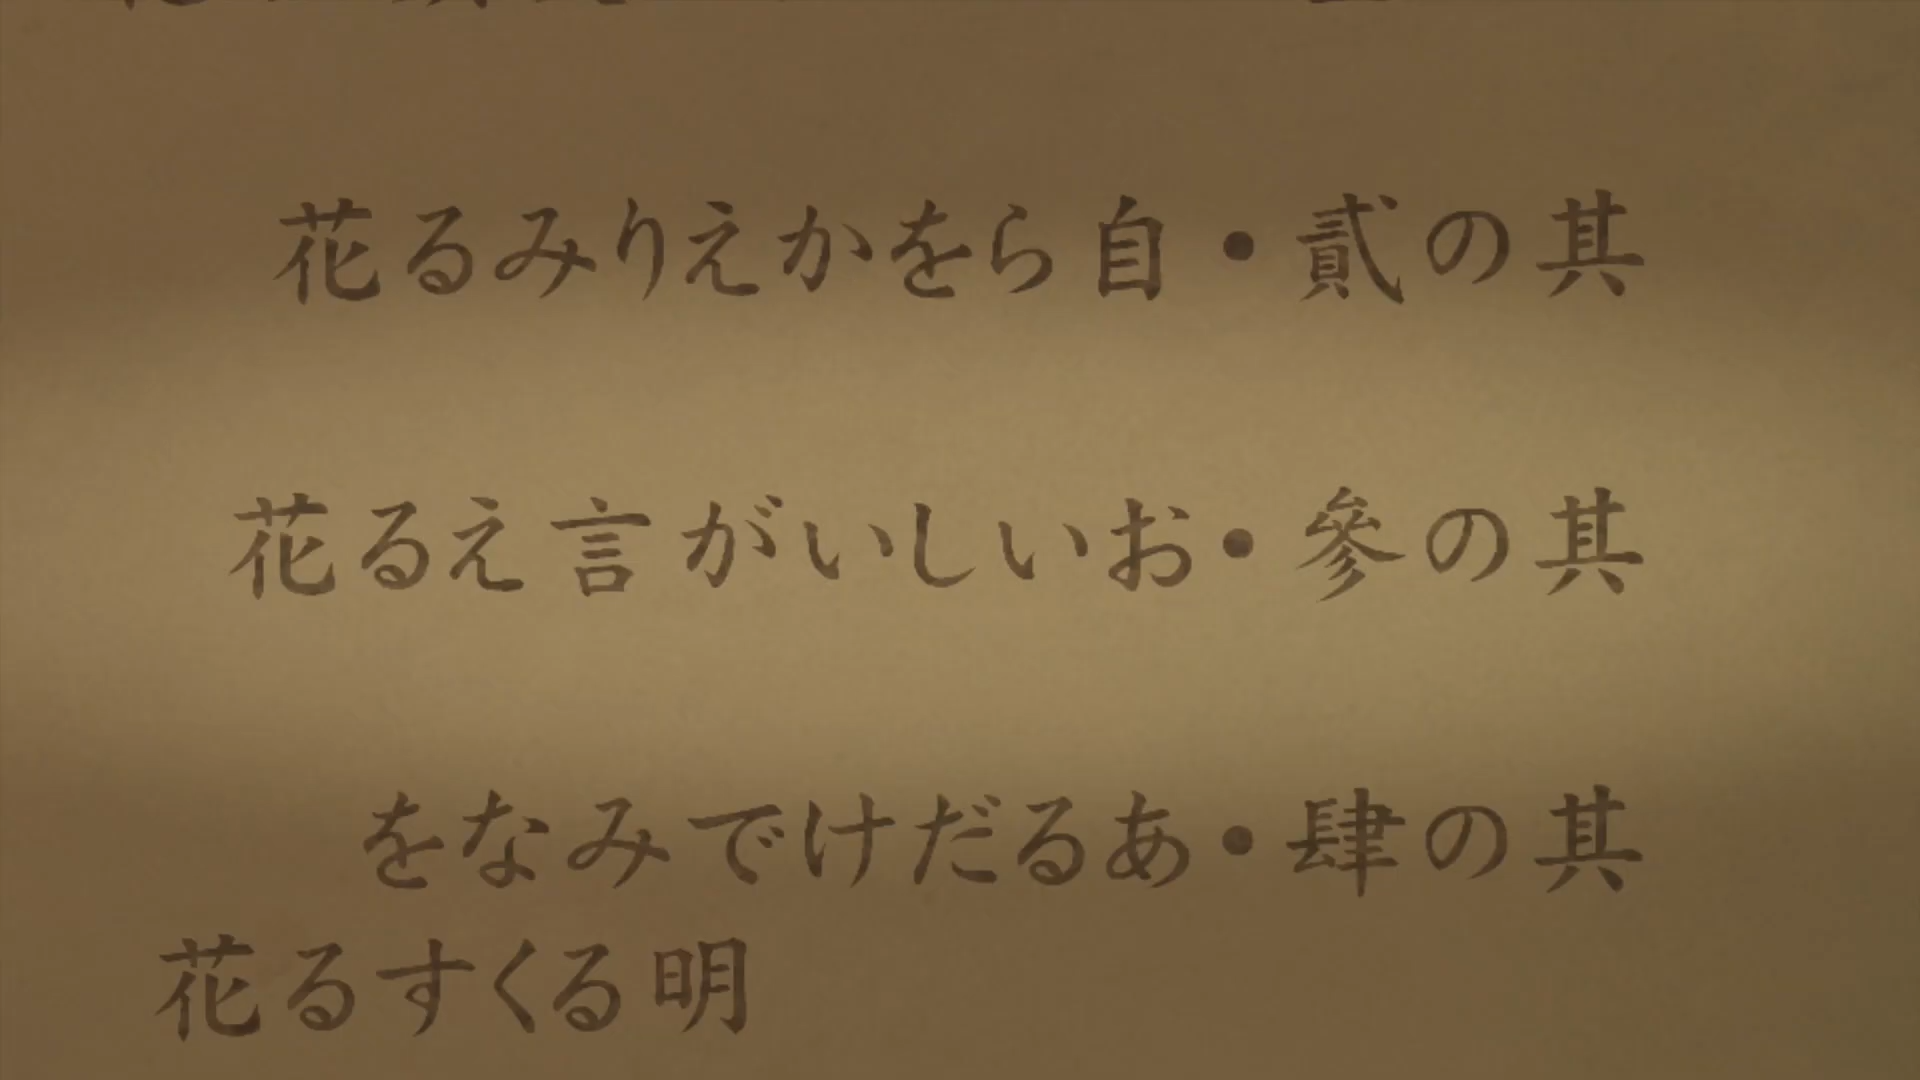 其の貳・自らをかえりみる花
其の參・おいしいが言える花
其の肆・あるだけでみなを
明るくする花